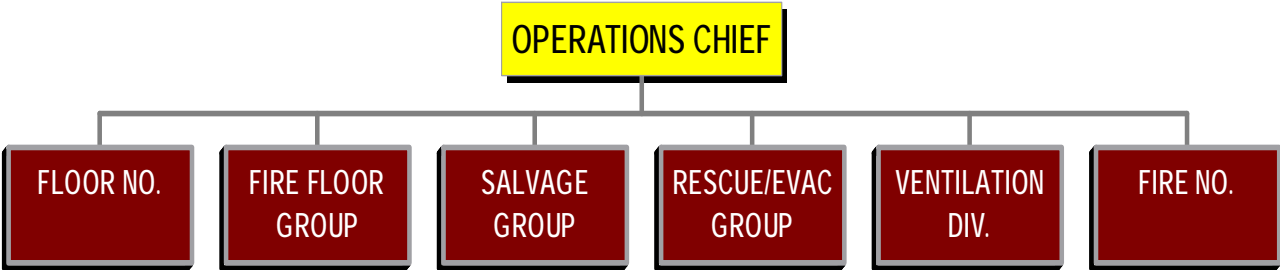 OPERATIONS CHIEF
FLOOR NO.
FIRE FLOOR
GROUP
SALVAGE
GROUP
RESCUE/EVAC
GROUP
VENTILATION
DIV.
FIRE NO.